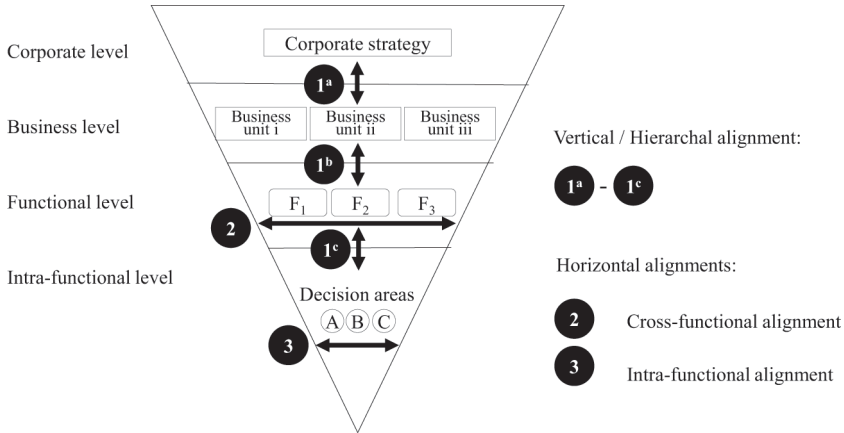 Corporate level
Corporate strategy
1ᵃ
Business level
Business unit i
Business unit ii
Business unit iii
1ᵇ
Functional level
F₁ F₂ F₃
2
1ᶜ
Intra-functional level
Decision areas
A B C
3
Vertical / Hierarchal alignment:
1ᵃ - 1ᶜ
Horizontal alignments:
2 Cross-functional alignment
3 Intra-functional alignment